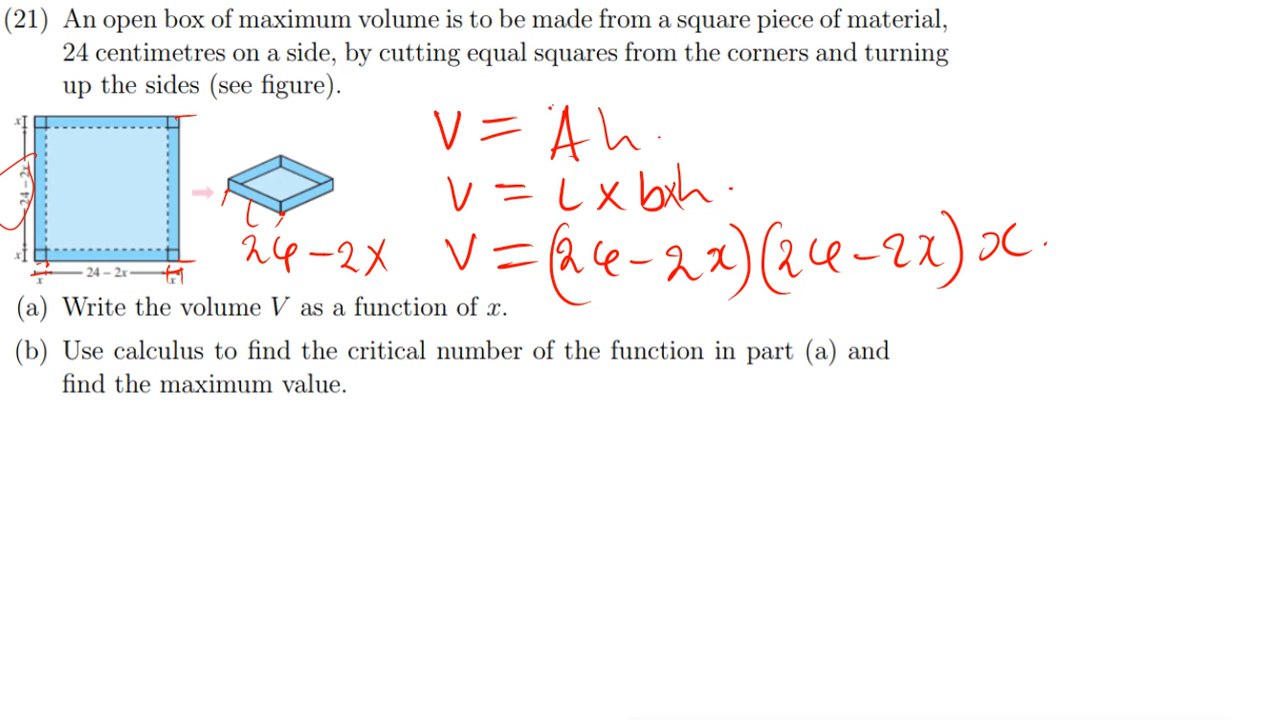 (21) An open box of maximum volume is to be made from a square piece of material,
24 centimetres on a side, by cutting equal squares from the corners and turning
up the sides (see figure).
V = Ah.
x
24 – 2x
V = L x bxh.
x
24-2x
V = (24-2x)(24-2x) x.
24 – 2x
x
x
(a) Write the volume V as a function of x.
(b) Use calculus to find the critical number of the function in part (a) and
find the maximum value.